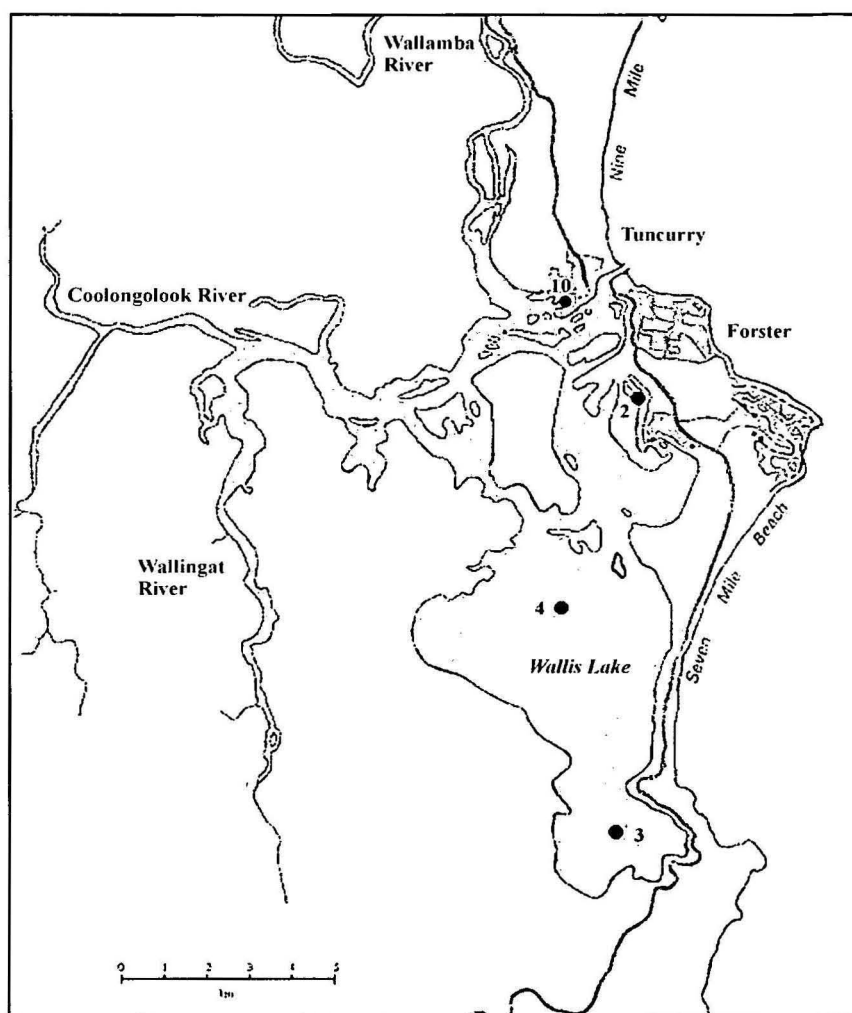 Wallamba
River
Nine Mile
Tuncurry
10
Coolongolook River
Forster
2
Wallingat
River
Seven Mile Beach
4
Wallis Lake
3
0 1 2 3 4 5
km